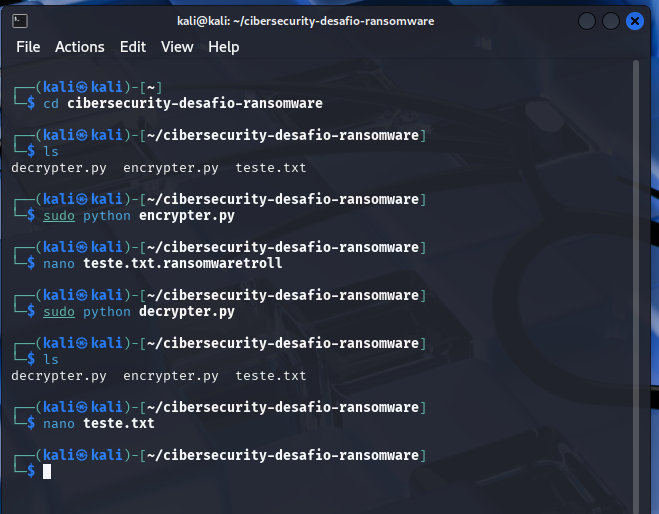 kali@kali: ~/cibersecurity-desafio-ransomware
File Actions Edit View Help
┌──(kali㉿kali)-[~]
└─$ cd cibersecurity-desafio-ransomware
┌──(kali㉿kali)-[~/cibersecurity-desafio-ransomware]
└─$ ls
decrypter.py  encrypter.py  teste.txt
┌──(kali㉿kali)-[~/cibersecurity-desafio-ransomware]
└─$ sudo python encrypter.py
┌──(kali㉿kali)-[~/cibersecurity-desafio-ransomware]
└─$ nano teste.txt.ransomwaretroll
┌──(kali㉿kali)-[~/cibersecurity-desafio-ransomware]
└─$ sudo python decrypter.py
┌──(kali㉿kali)-[~/cibersecurity-desafio-ransomware]
└─$ ls
decrypter.py  encrypter.py  teste.txt
┌──(kali㉿kali)-[~/cibersecurity-desafio-ransomware]
└─$ nano teste.txt
┌──(kali㉿kali)-[~/cibersecurity-desafio-ransomware]
└─$